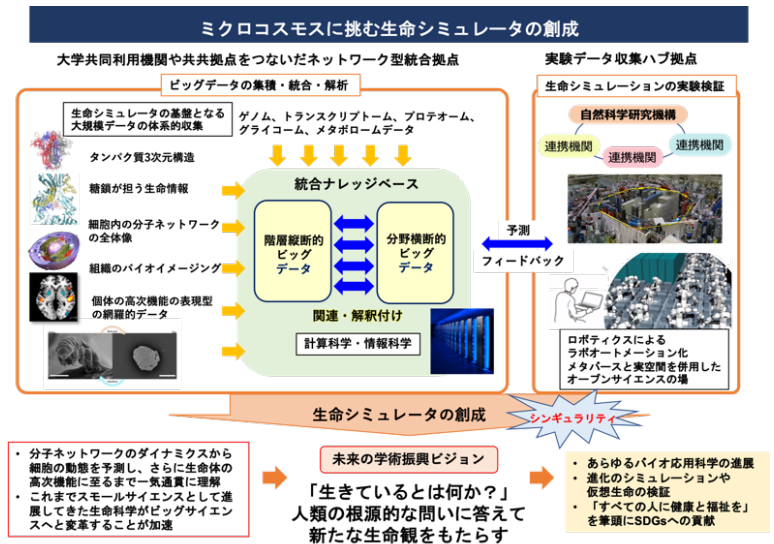 ミクロコスモスに挑む生命シミュレータの創成
大学共同利用機関や共共拠点をつないだネットワーク型統合拠点
実験データ収集ハブ拠点
ビッグデータの集積・統合・解析
生命シミュレータの基盤となる
大規模データの体系的収集
ゲノム、トランスクリプトーム、プロテオーム、
グライコーム、メタボロームデータ
タンパク質3次元構造
糖鎖が担う生命情報
細胞内の分子ネットワーク
の全体像
組織のバイオイメージング
個体の高次機能の表現型
の網羅的データ
統合ナレッジベース
階層縦断的
ビッグ
データ
分野横断的
ビッグ
データ
関連・解釈付け
計算科学・情報科学
予測
フィードバック
生命シミュレーションの実験検証
自然科学研究機構
連携機関
連携機関
連携機関
ロボティクスによる
ラボオートメーション化
メタバースと実空間を併用した
オープンサイエンスの場
生命シミュレータの創成
シンギュラリティ
• 分子ネットワークのダイナミクスから
細胞の動態を予測し、さらに生命体の
高次機能に至るまで一気通貫に理解
• これまでスモールサイエンスとして進
展してきた生命科学がビッグサイエン
スへと変革することが加速
未来の学術振興ビジョン
「生きているとは何か？」
人類の根源的な問いに答えて
新たな生命観をもたらす
• あらゆるバイオ応用科学の進展
• 進化のシミュレーションや
仮想生命の検証
• 「すべての人に健康と福祉を」
を筆頭にSDGsへの貢献